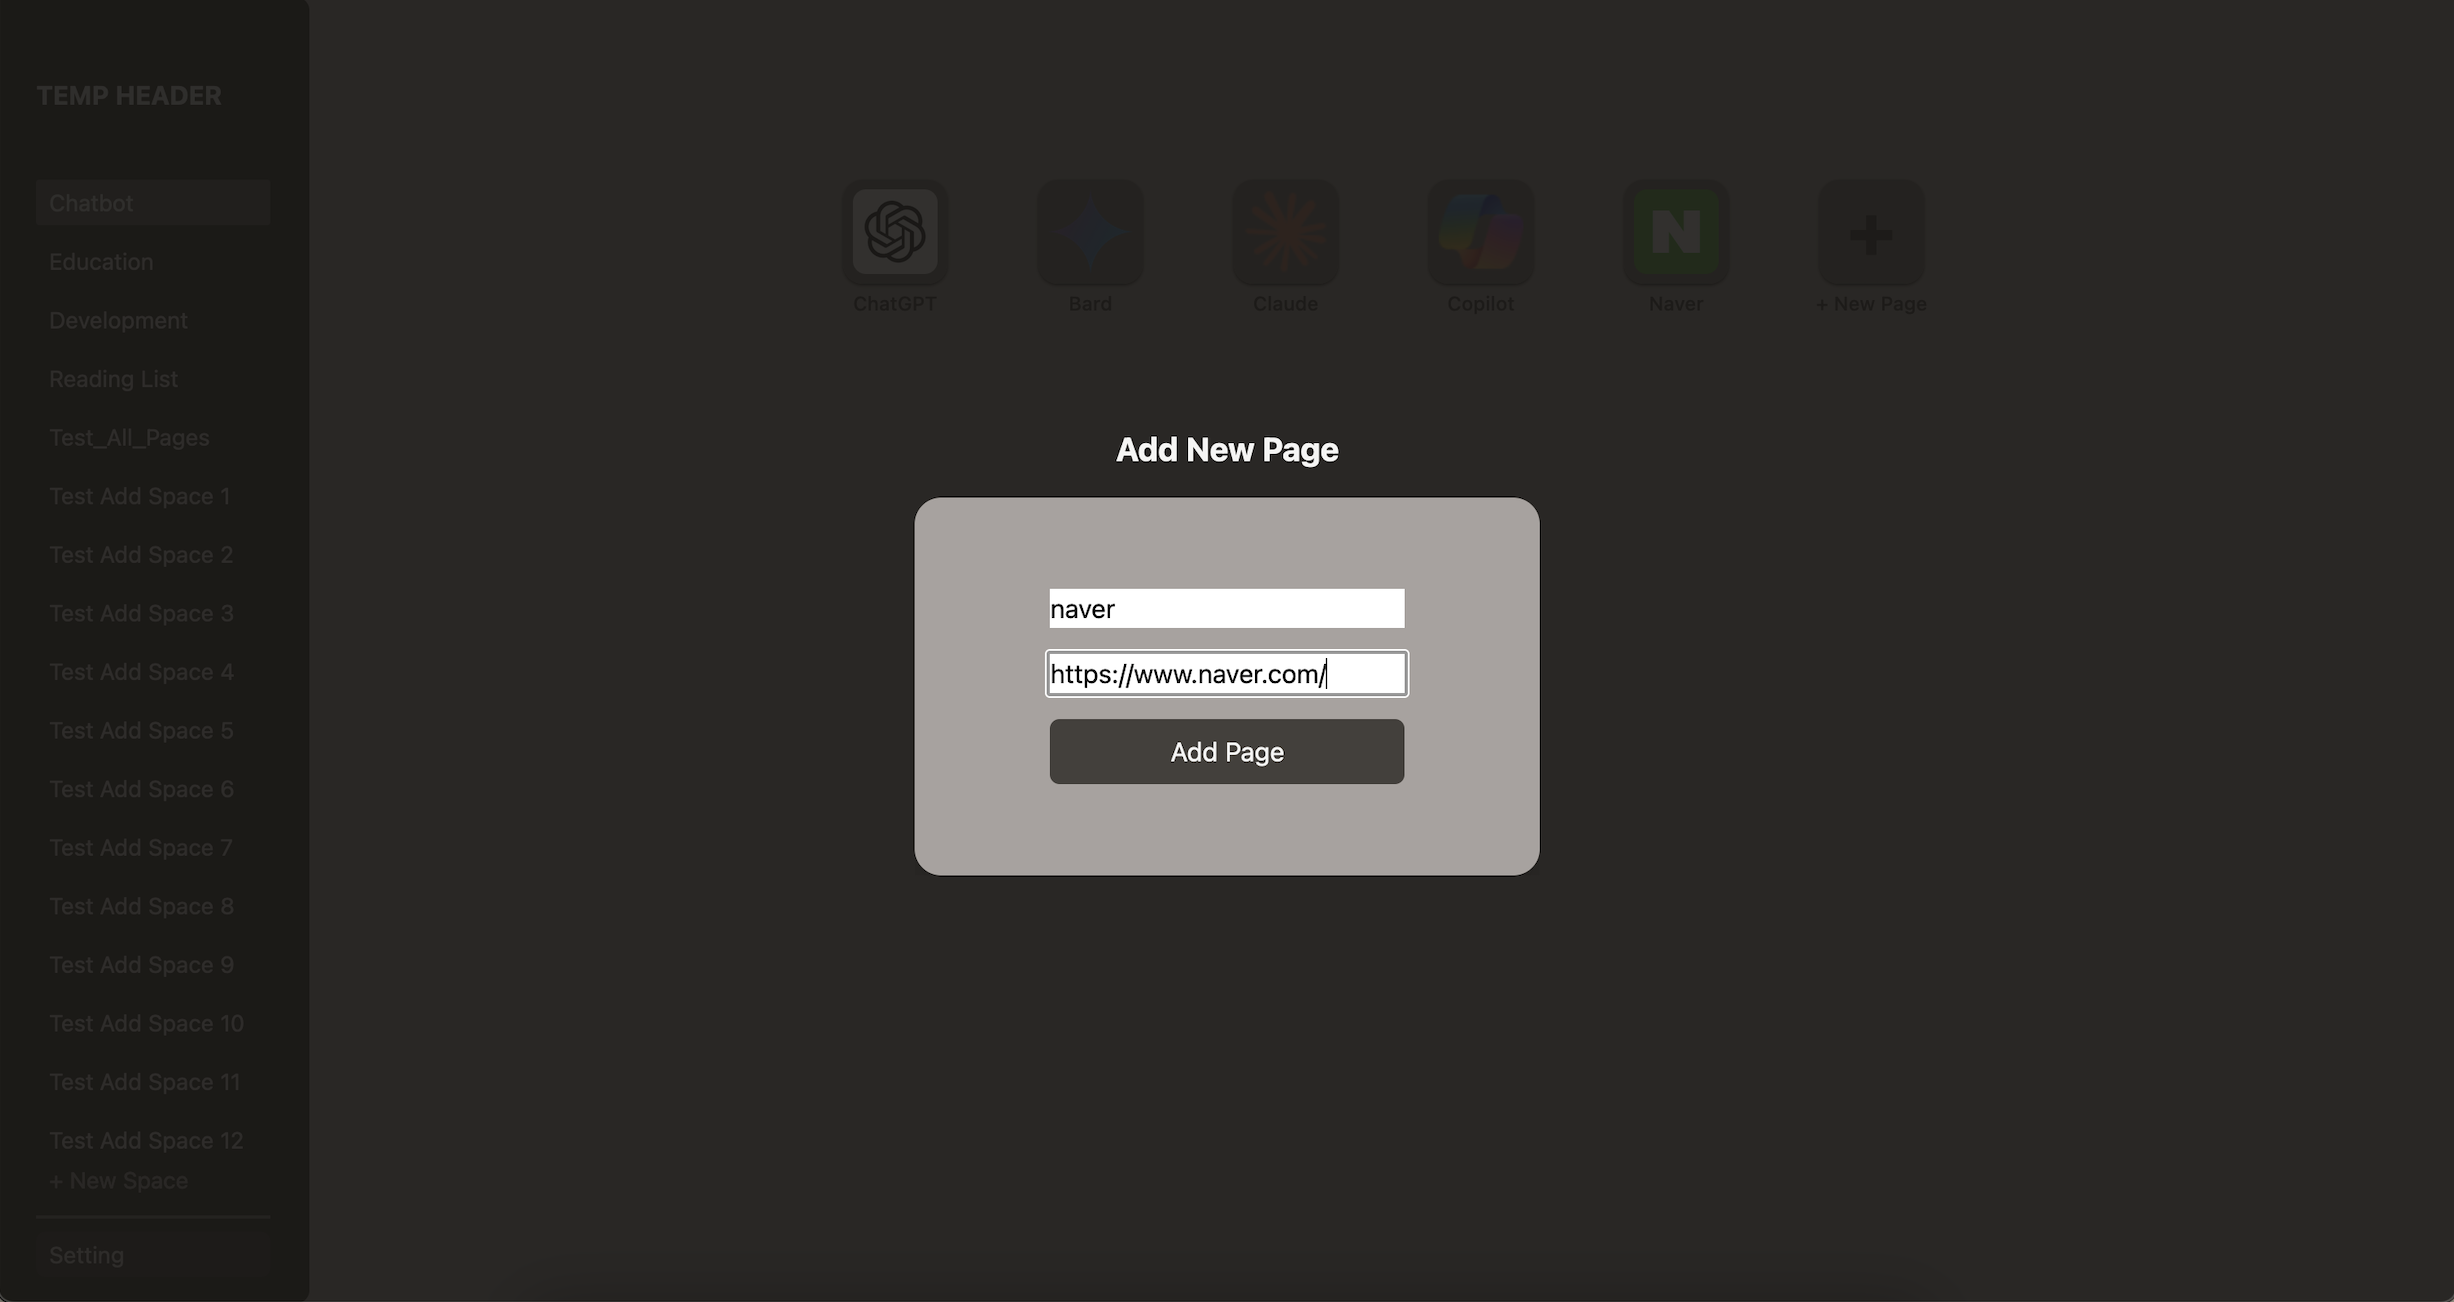 TEMP HEADER
Chatbot
Education
Development
Reading List
Test_All_Pages
Test Add Space 1
Test Add Space 2
Test Add Space 3
Test Add Space 4
Test Add Space 5
Test Add Space 6
Test Add Space 7
Test Add Space 8
Test Add Space 9
Test Add Space 10
Test Add Space 11
Test Add Space 12
+ New Space
Setting
ChatGPT
Bard
Claude
Copilot
N
Naver
+
+ New Page
Add New Page
naver
https://www.naver.com/
Add Page